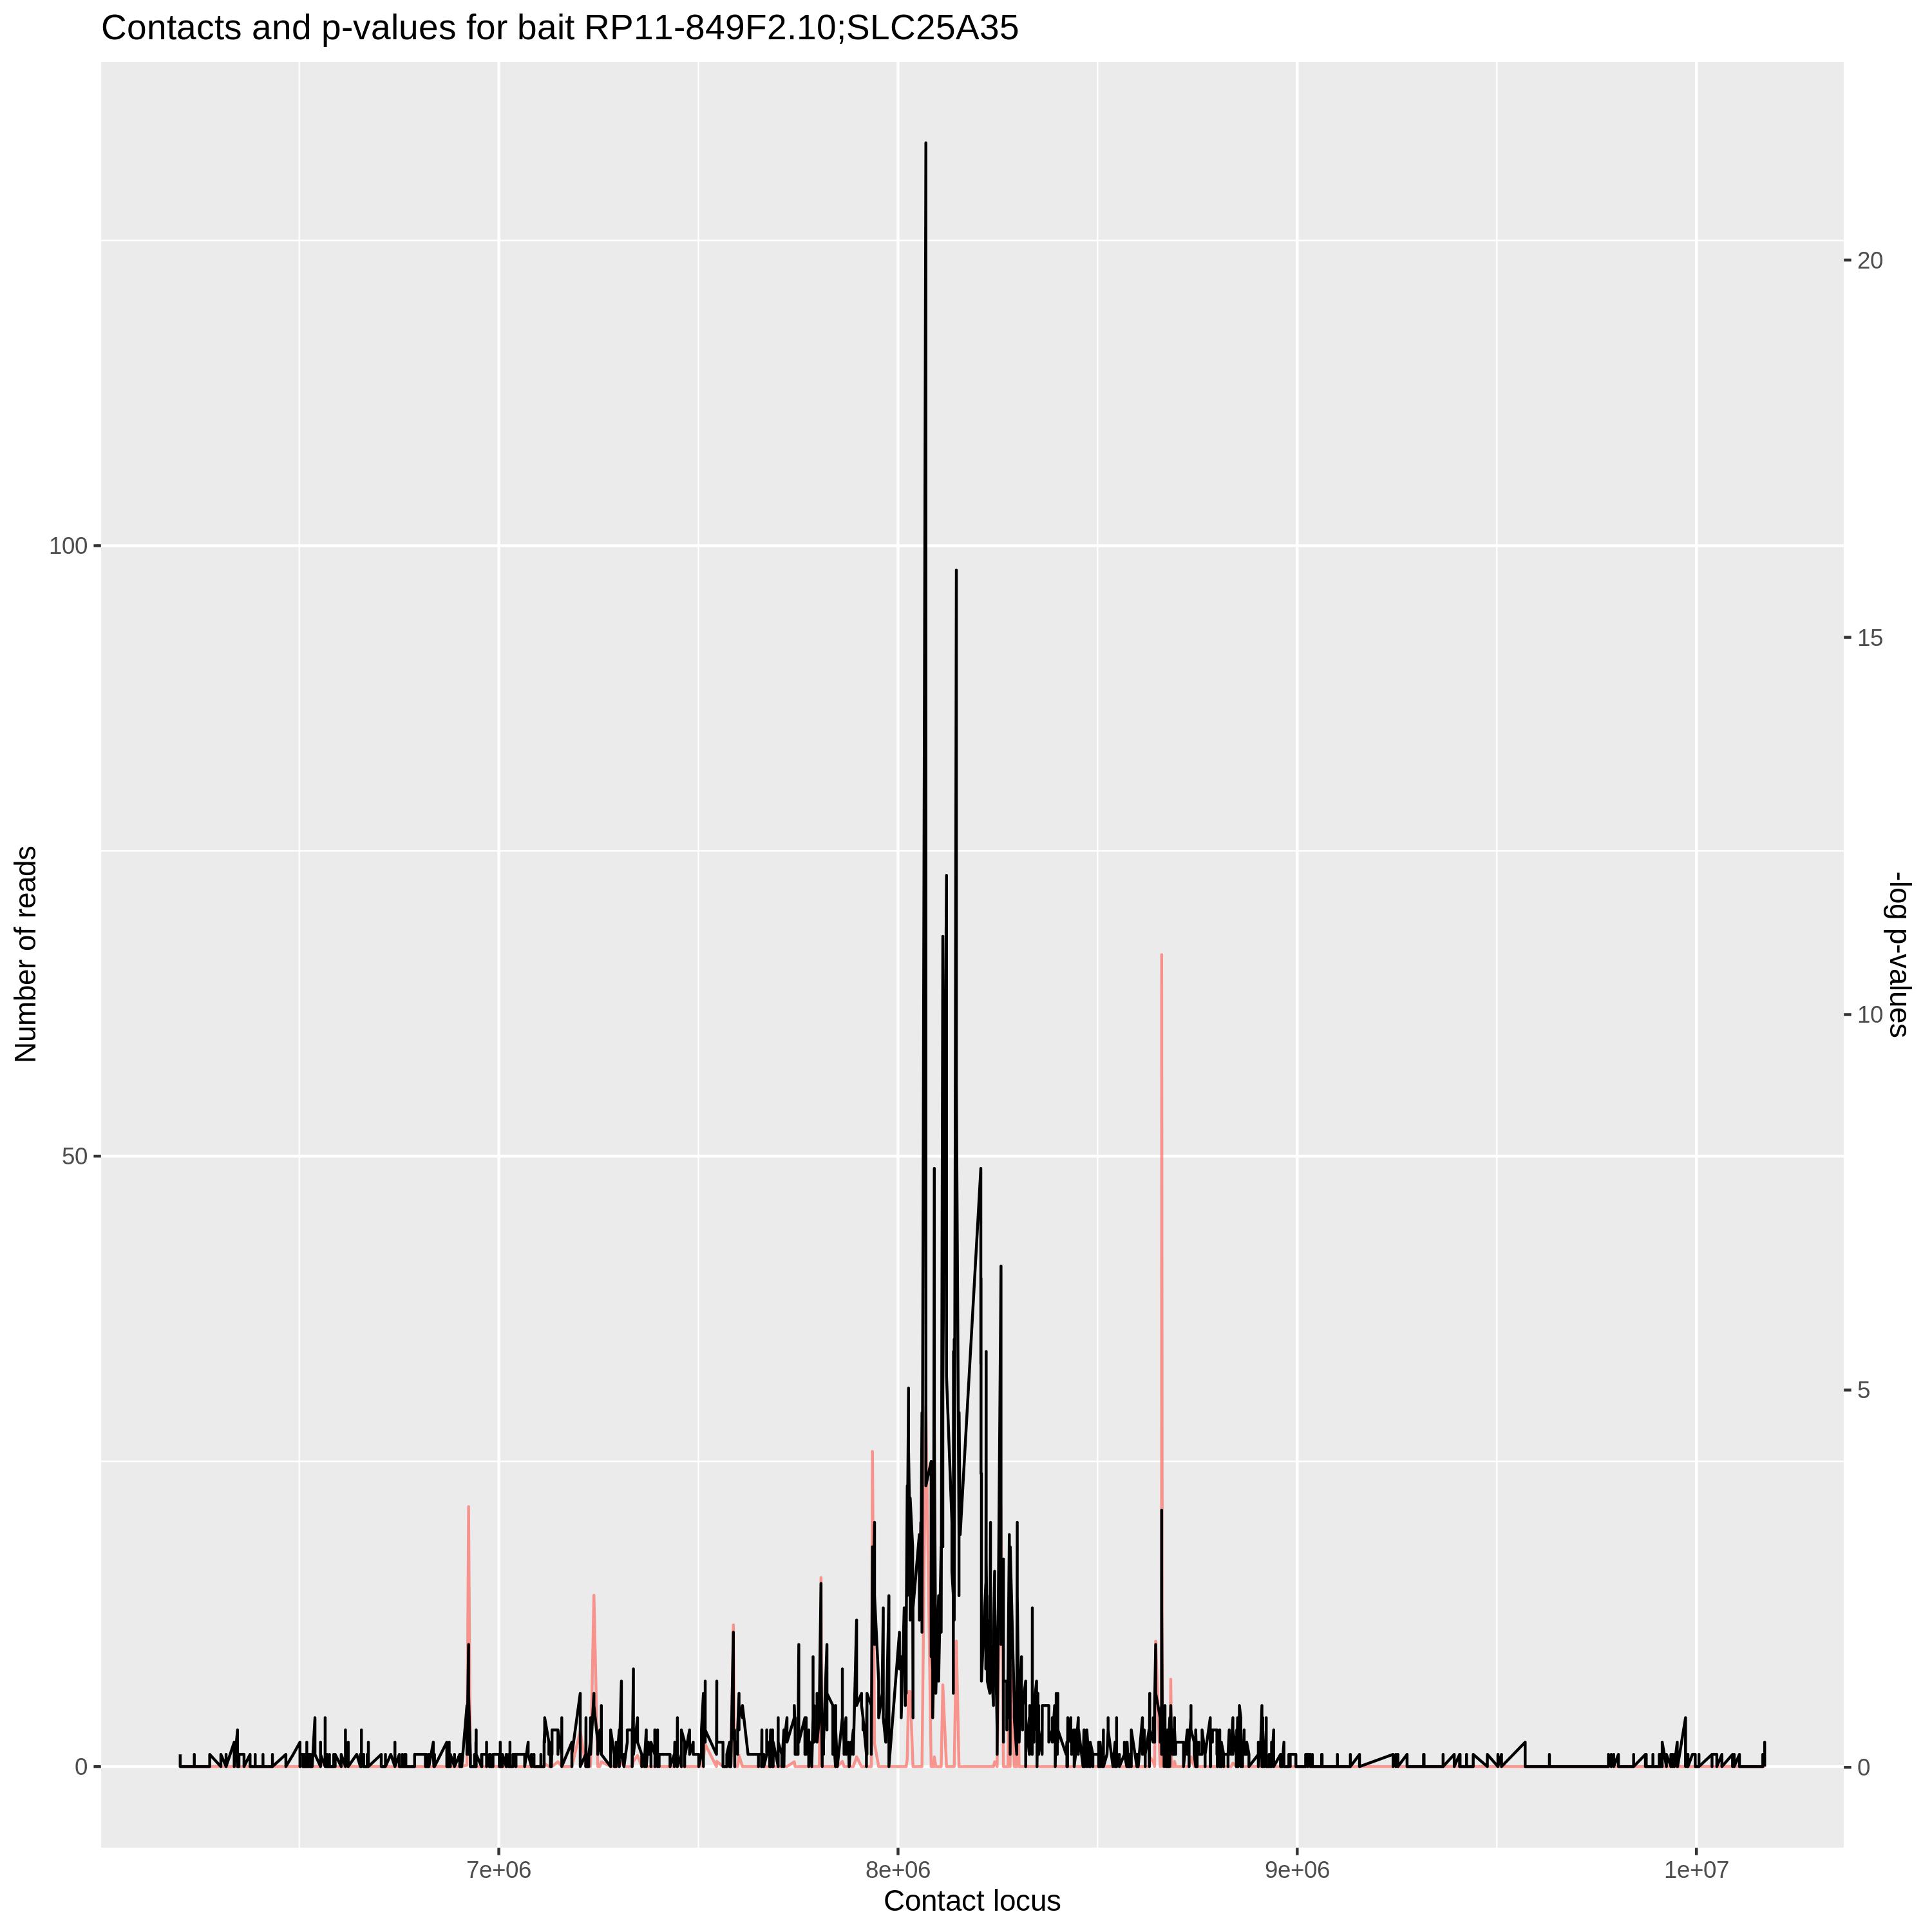 Contacts and p-values for bait RP11-849F2.10;SLC25A35
Number of reads
100
50
0
20
15
10
5
0
-log p-values
7e+06
8e+06
9e+06
1e+07
Contact locus